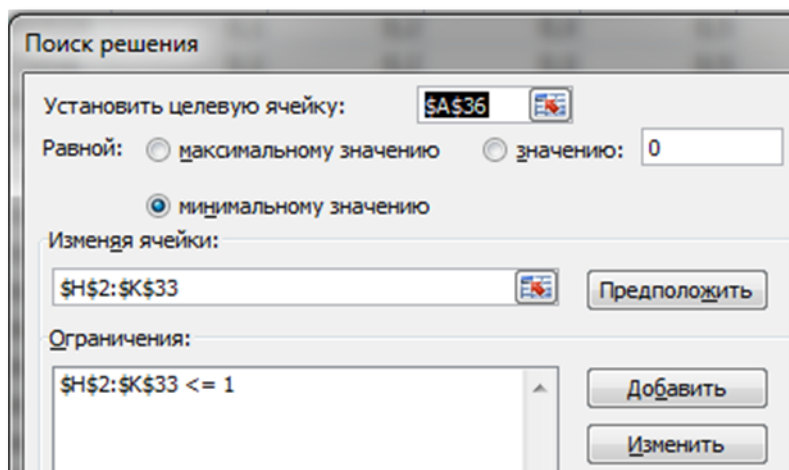 Поиск решения
Установить целевую ячейку: $A$36
Равной: максимальному значению значению: 0
минимальному значению
Изменяя ячейки:
$H$2:$K$33 Предположить
Ограничения:
$H$2:$K$33 <= 1 Добавить
Изменить